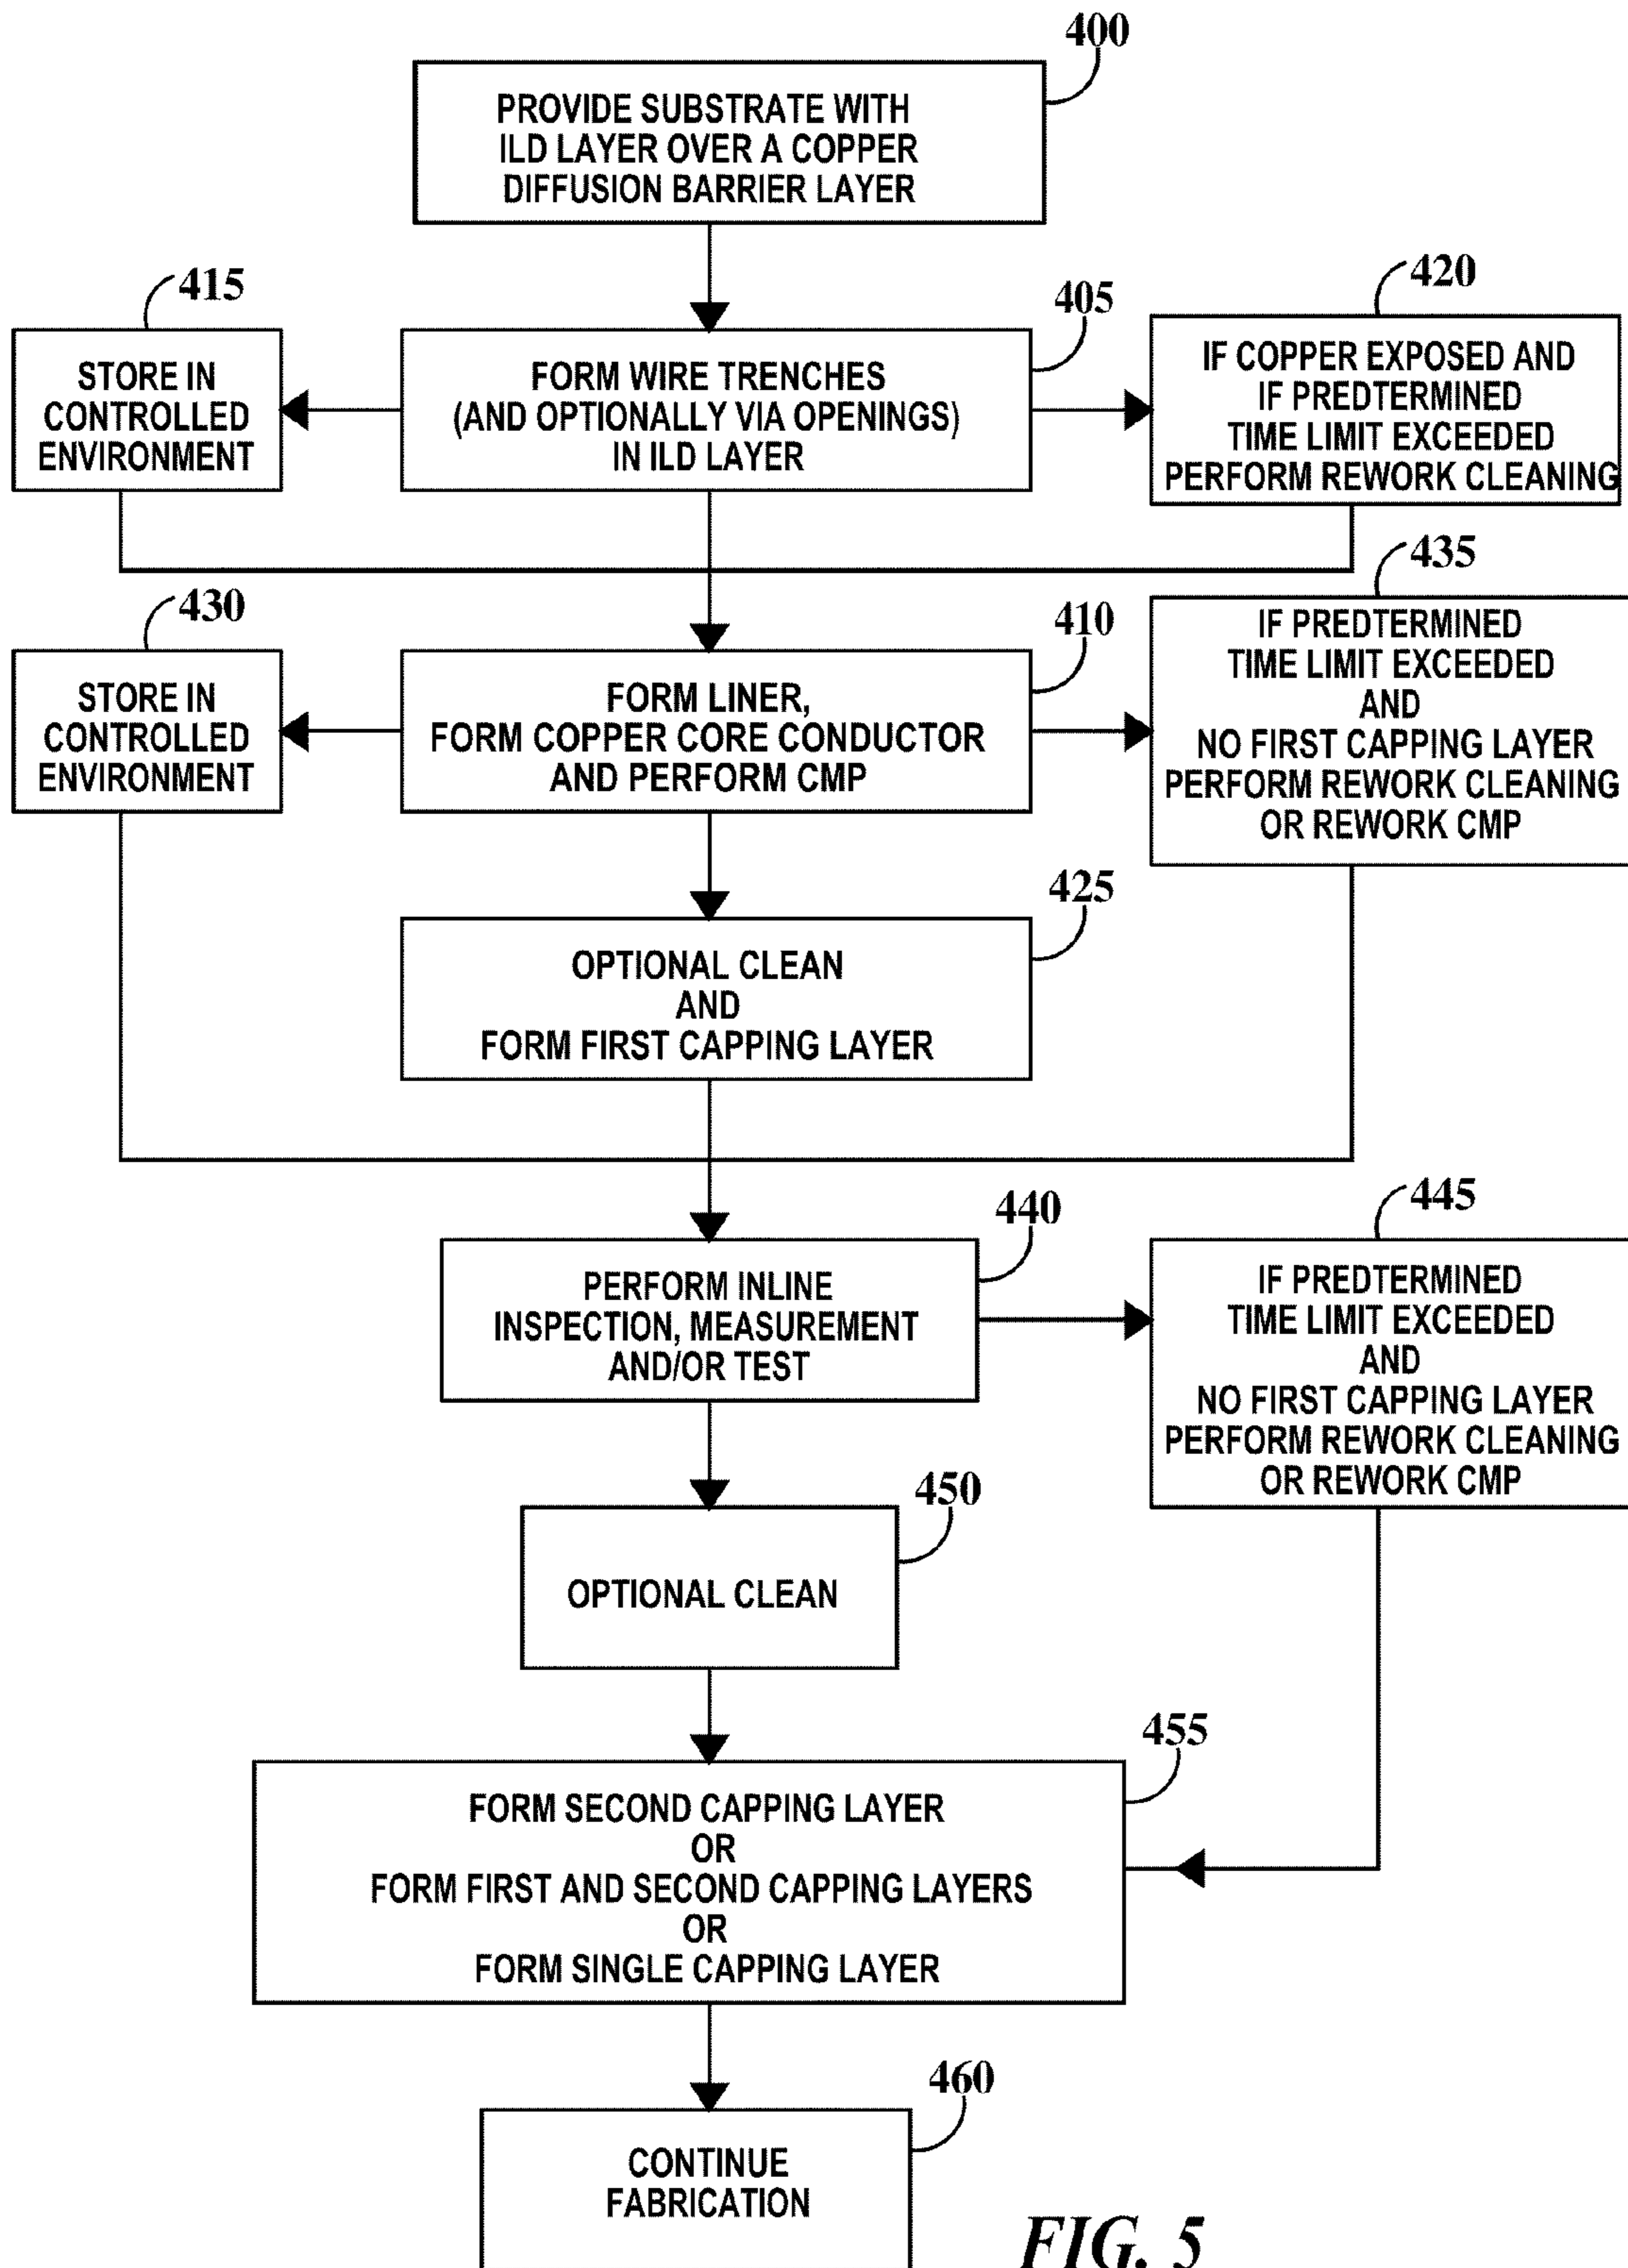 400
PROVIDE SUBSTRATE WITH
ILD LAYER OVER A COPPER
DIFFUSION BARRIER LAYER
415
STORE IN
CONTROLLED
ENVIRONMENT
405
FORM WIRE TRENCHES
(AND OPTIONALLY VIA OPENINGS)
IN ILD LAYER
420
IF COPPER EXPOSED AND
IF PREDTERMINED
TIME LIMIT EXCEEDED
PERFORM REWORK CLEANING
430
STORE IN
CONTROLLED
ENVIRONMENT
410
FORM LINER,
FORM COPPER CORE CONDUCTOR
AND PERFORM CMP
435
IF PREDTERMINED
TIME LIMIT EXCEEDED
AND
NO FIRST CAPPING LAYER
PERFORM REWORK CLEANING
OR REWORK CMP
425
OPTIONAL CLEAN
AND
FORM FIRST CAPPING LAYER
440
PERFORM INLINE
INSPECTION, MEASUREMENT
AND/OR TEST
445
IF PREDTERMINED
TIME LIMIT EXCEEDED
AND
NO FIRST CAPPING LAYER
PERFORM REWORK CLEANING
OR REWORK CMP
450
OPTIONAL CLEAN
455
FORM SECOND CAPPING LAYER
OR
FORM FIRST AND SECOND CAPPING LAYERS
OR
FORM SINGLE CAPPING LAYER
460
CONTINUE
FABRICATION
FIG. 5